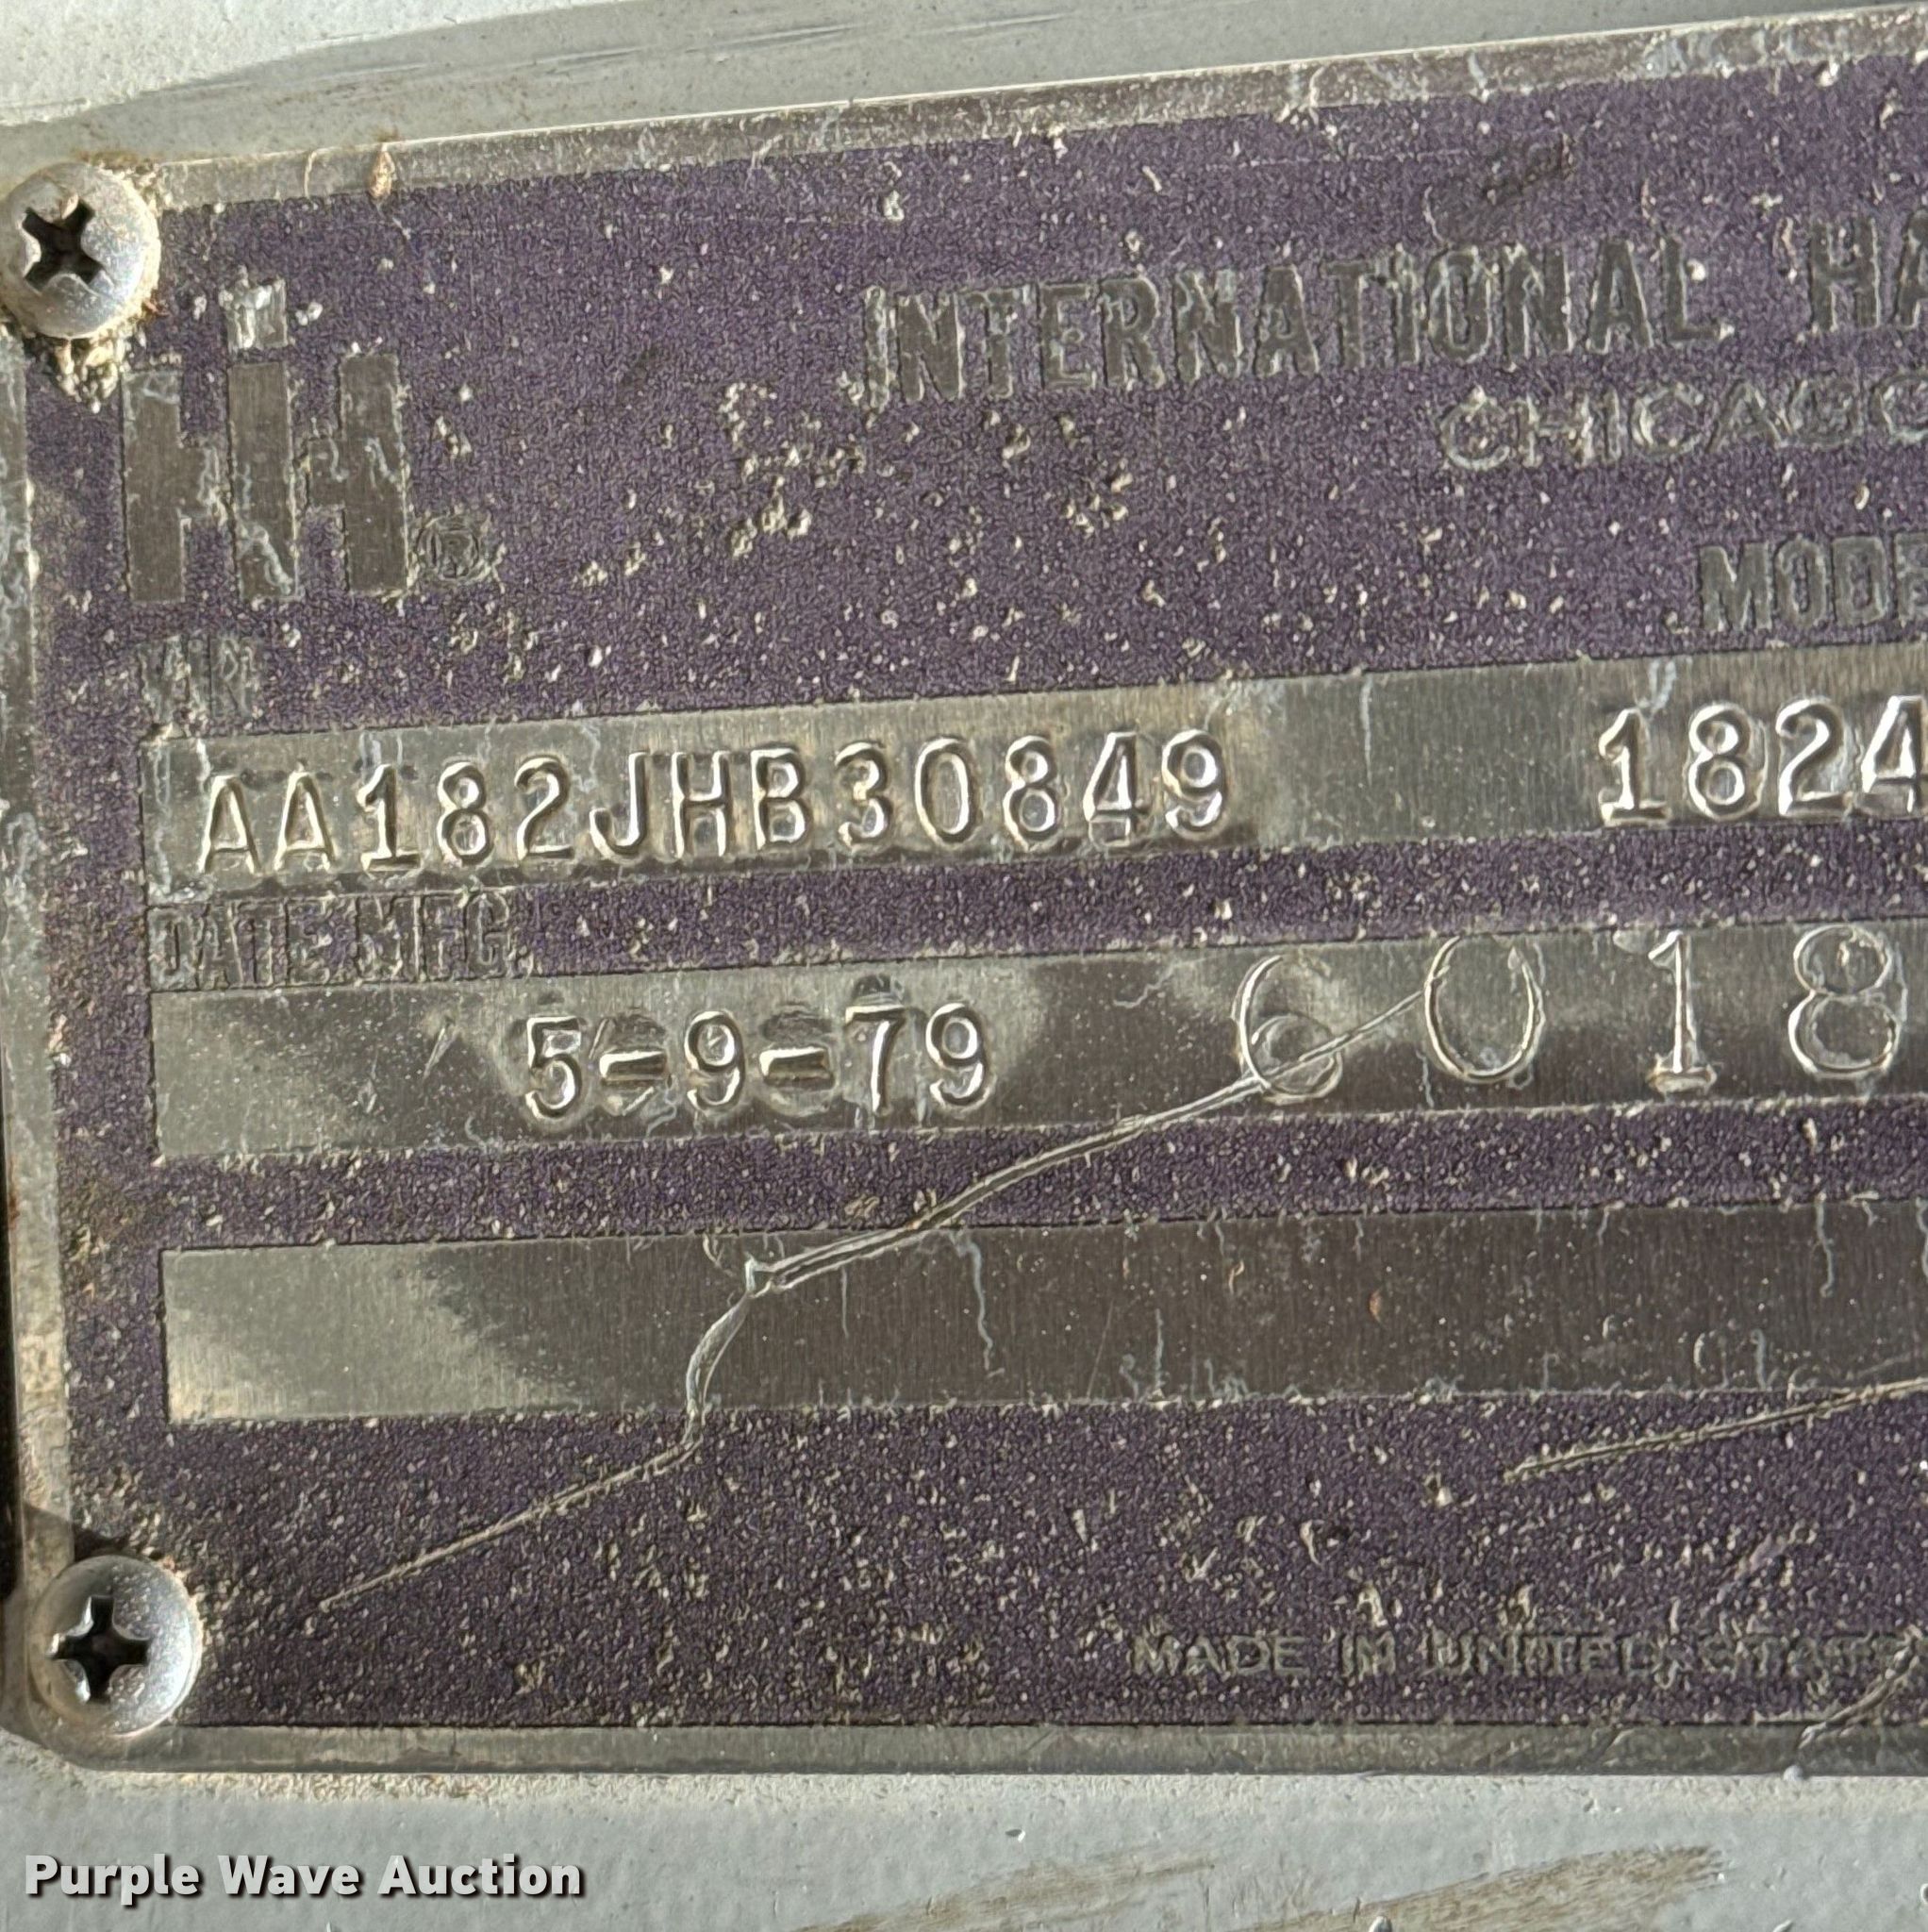 INTERNATIONAL HA
CHICAGO
IH ®
MODE
VIN
AA182JHB30849 1824
DATE MFG.
5-9-79 6018
MADE IN UNITED STATES
Purple Wave Auction